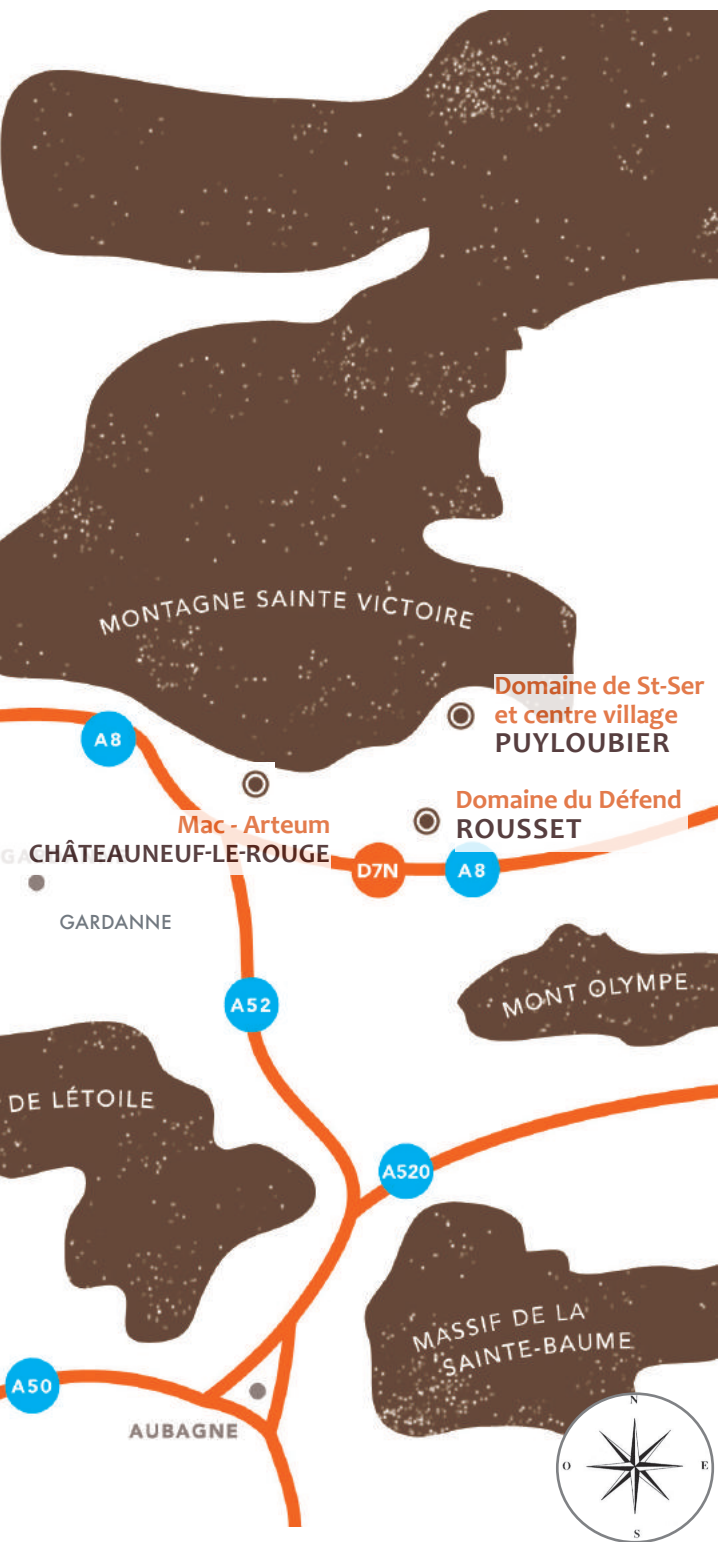 MONTAGNE SAINTE VICTOIRE
Domaine de St-Ser
et centre village
PUYLOUBIER
A8
Domaine du Défend
ROUSSET
Mac - Arteum
CHÂTEAUNEUF-LE-ROUGE
D7N
A8
GARDANNE
MONT OLYMPE
A52
DE LÉTOILE
A520
MASSIF DE LA
SAINTE-BAUME
A50
AUBAGNE
N
O
E
S